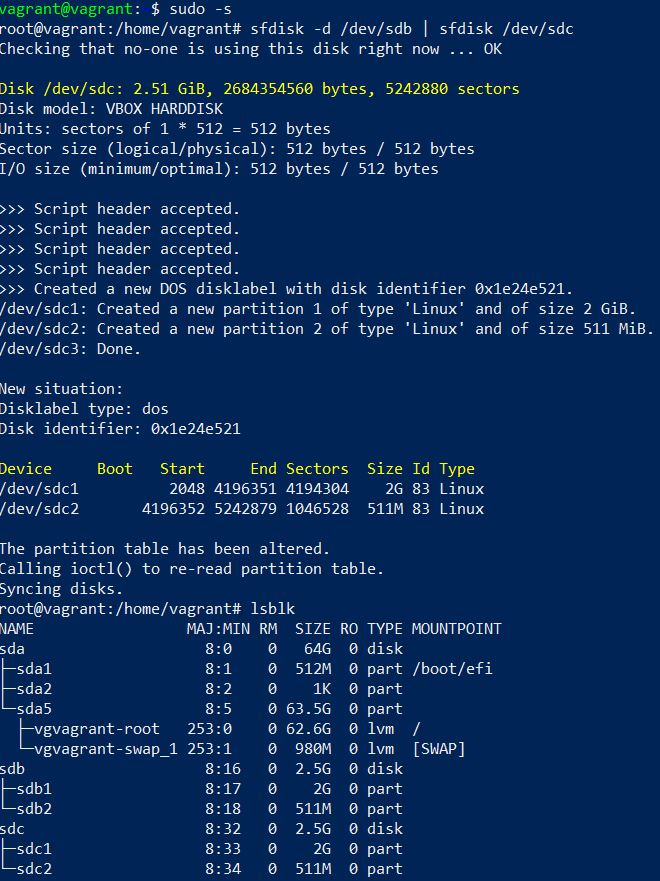 vagrant@vagrant:~$ sudo -s
root@vagrant:/home/vagrant# sfdisk -d /dev/sdb | sfdisk /dev/sdc
Checking that no-one is using this disk right now ... OK

Disk /dev/sdc: 2.51 GiB, 2684354560 bytes, 5242880 sectors
Disk model: VBOX HARDDISK
Units: sectors of 1 * 512 = 512 bytes
Sector size (logical/physical): 512 bytes / 512 bytes
I/O size (minimum/optimal): 512 bytes / 512 bytes

>>> Script header accepted.
>>> Script header accepted.
>>> Script header accepted.
>>> Script header accepted.
>>> Created a new DOS disklabel with disk identifier 0x1e24e521.
/dev/sdc1: Created a new partition 1 of type 'Linux' and of size 2 GiB.
/dev/sdc2: Created a new partition 2 of type 'Linux' and of size 511 MiB.
/dev/sdc3: Done.

New situation:
Disklabel type: dos
Disk identifier: 0x1e24e521

Device     Boot   Start     End Sectors  Size Id Type
/dev/sdc1          2048 4196351 4194304    2G 83 Linux
/dev/sdc2       4196352 5242879 1046528  511M 83 Linux

The partition table has been altered.
Calling ioctl() to re-read partition table.
Syncing disks.
root@vagrant:/home/vagrant# lsblk
NAME                 MAJ:MIN RM  SIZE RO TYPE MOUNTPOINT
sda                    8:0    0   64G  0 disk
├─sda1                 8:1    0  512M  0 part /boot/efi
├─sda2                 8:2    0    1K  0 part
└─sda5                 8:5    0 63.5G  0 part
  ├─vgvagrant-root   253:0    0 62.6G  0 lvm  /
  └─vgvagrant-swap_1 253:1    0  980M  0 lvm  [SWAP]
sdb                    8:16   0  2.5G  0 disk
├─sdb1                 8:17   0    2G  0 part
└─sdb2                 8:18   0  511M  0 part
sdc                    8:32   0  2.5G  0 disk
├─sdc1                 8:33   0    2G  0 part
└─sdc2                 8:34   0  511M  0 part